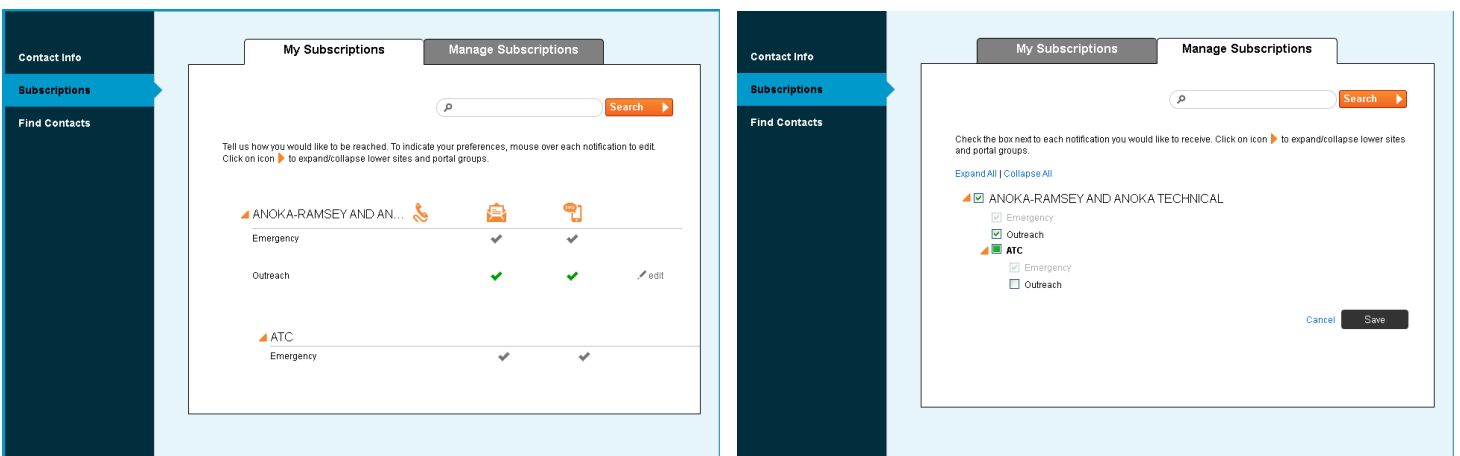 Contact Info
Subscriptions
Find Contacts
My Subscriptions
Manage Subscriptions
Search
Tell us how you would like to be reached. To indicate your preferences, mouse over each notification to edit.
Click on icon to expand/collapse lower sites and portal groups.
ANOKA-RAMSEY AND AN...
Emergency
Outreach
edit
ATC
Emergency
Contact Info
Subscriptions
Find Contacts
My Subscriptions
Manage Subscriptions
Search
Check the box next to each notification you would like to receive. Click on icon to expand/collapse lower sites
and portal groups.
Expand All | Collapse All
ANOKA-RAMSEY AND ANOKA TECHNICAL
Emergency
Outreach
ATC
Emergency
Outreach
Cancel
Save